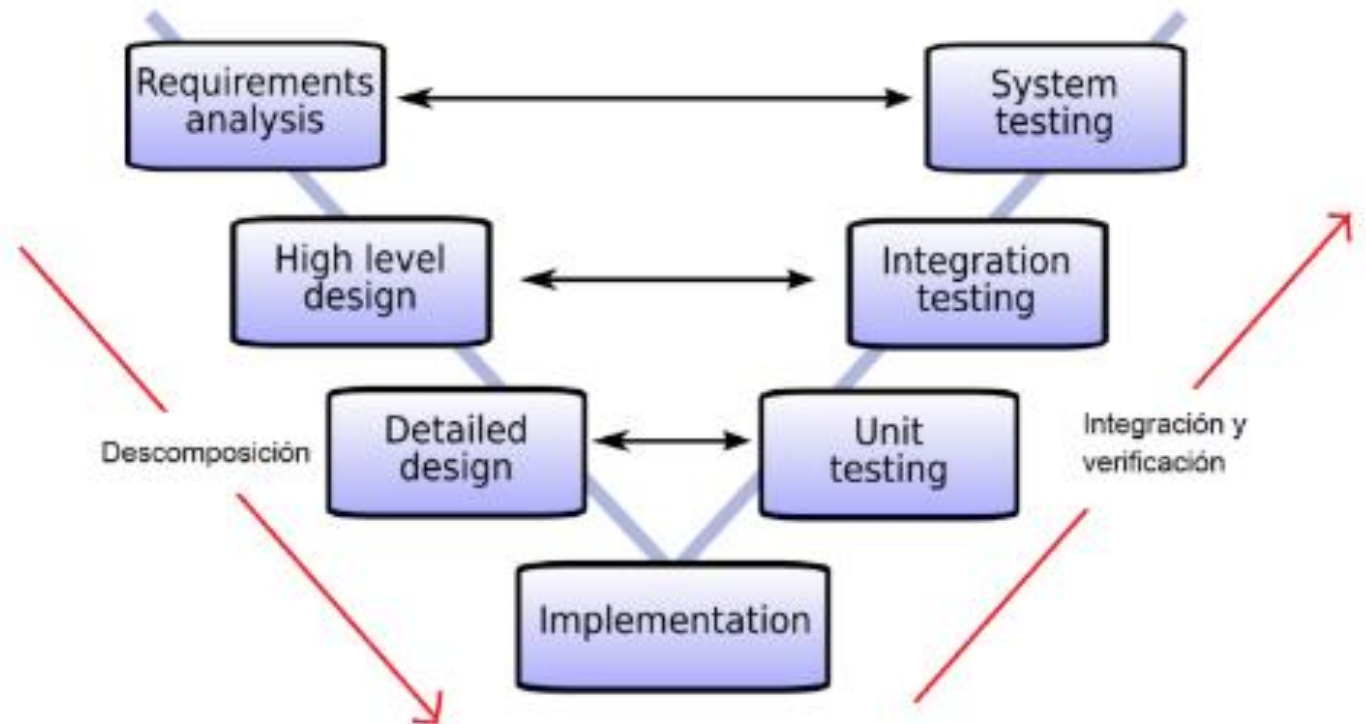 Requirements
analysis
System
testing
High level
design
Integration
testing
Detailed
design
Unit
testing
Descomposición
Integración y
verificación
Implementation